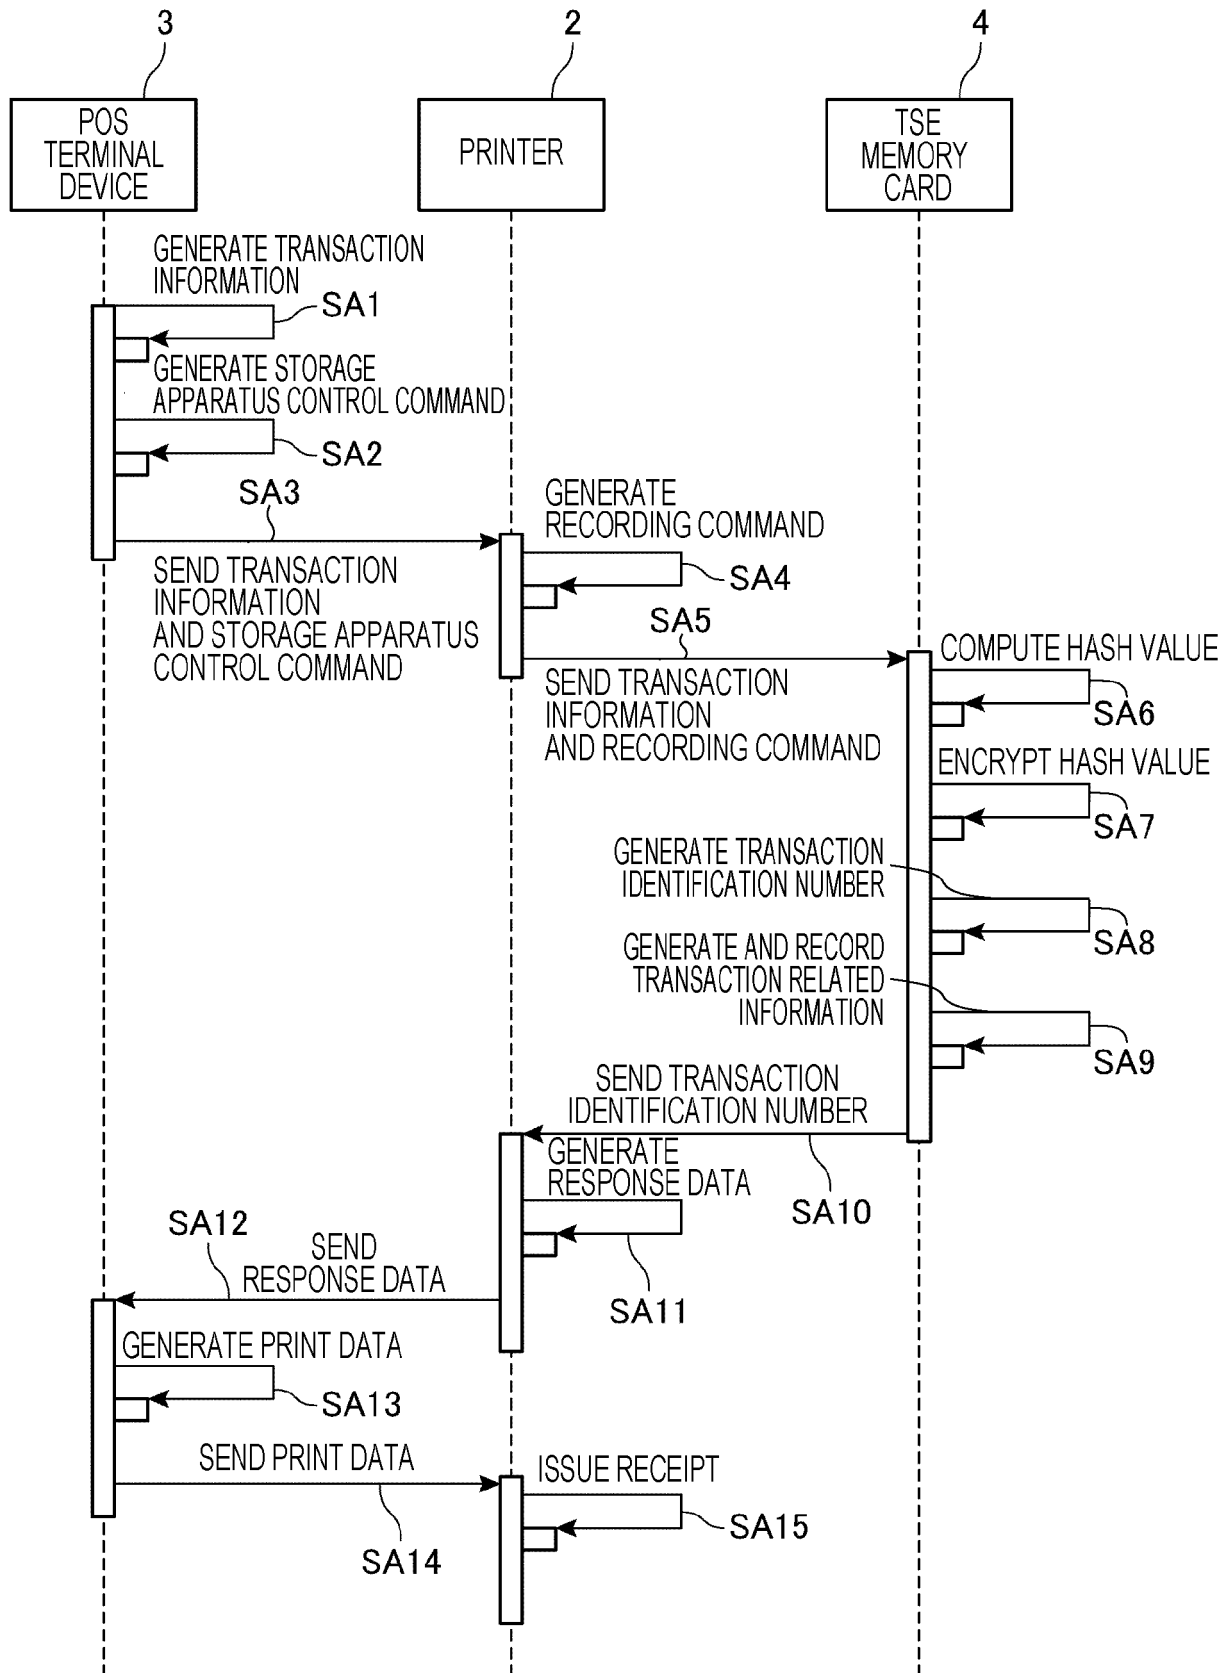 3
2
4
POS
TERMINAL
DEVICE
PRINTER
TSE
MEMORY
CARD
GENERATE TRANSACTION
INFORMATION
SA1
GENERATE STORAGE
APPARATUS CONTROL COMMAND
SA2
SA3
SEND TRANSACTION
INFORMATION
AND STORAGE APPARATUS
CONTROL COMMAND
GENERATE
RECORDING COMMAND
SA4
SA5
SEND TRANSACTION
INFORMATION
AND RECORDING COMMAND
COMPUTE HASH VALUE
SA6
ENCRYPT HASH VALUE
SA7
GENERATE TRANSACTION
IDENTIFICATION NUMBER
SA8
GENERATE AND RECORD
TRANSACTION RELATED
INFORMATION
SA9
SEND TRANSACTION
IDENTIFICATION NUMBER
SA10
GENERATE
RESPONSE DATA
SA11
SA12
SEND
RESPONSE DATA
GENERATE PRINT DATA
SA13
SEND PRINT DATA
SA14
ISSUE RECEIPT
SA15